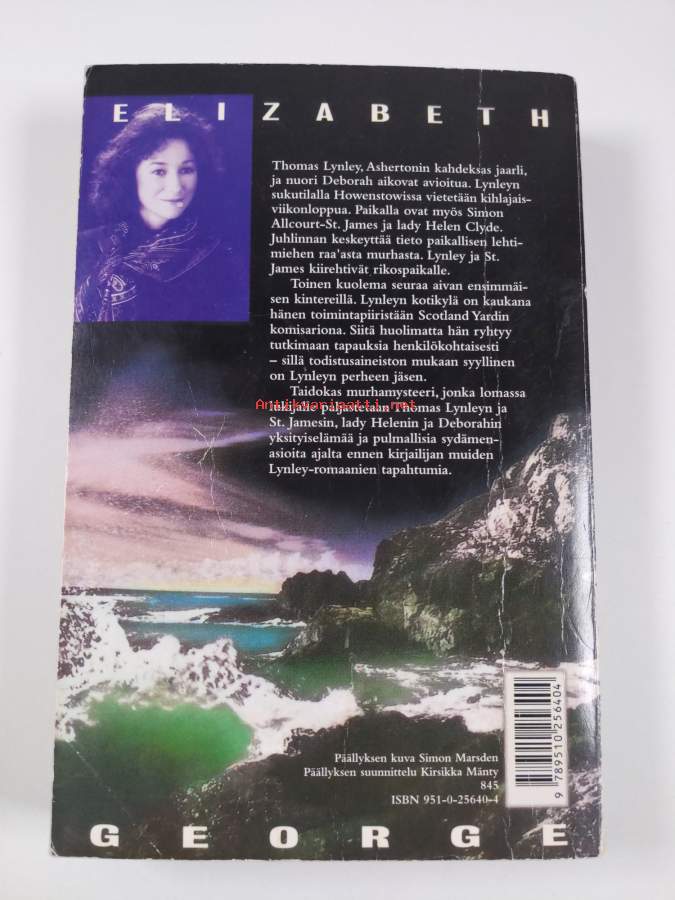 ELIZABETH
Thomas Lynley, Ashertonin kahdeksas jaarli,
ja nuori Deborah aikovat avioitua. Lynleyn
sukutilalla Howenstowissa vietetään kihlajais-
viikonloppua. Paikalla ovat myös Simon
Allcourt-St. James ja lady Helen Clyde.
Juhlinnan keskeyttää tieto paikallisen lehti-
miehen raa'asta murhasta. Lynley ja St.
James kiirehtivät rikospaikalle.
Toinen kuolema seuraa aivan ensimmäi-
sen kintereillä. Lynleyn kotikylä on kaukana
hänen toimintapiiristään Scotland Yardin
komisariona. Siitä huolimatta hän ryhtyy
tutkimaan tapauksia henkilökohtaisesti
– sillä todistusaineiston mukaan syyllinen
on Lynleyn perheen jäsen.
Taidokas murhamysteeri, jonka lomassa
Antikvariaatti.net
lukijalle paljastetaan Thomas Lynleyn ja
St. Jamesin, lady Helenin ja Deborahin
yksityiselämää ja pulmallisia sydämen-
asioita ajalta ennen kirjailijan muiden
Lynley-romaanien tapahtumia.
Päällyksen kuva Simon Marsden
Päällyksen suunnittelu Kirsikka Mänty
845
ISBN 951-0-25640-4
9 789510 256404
GEORGE